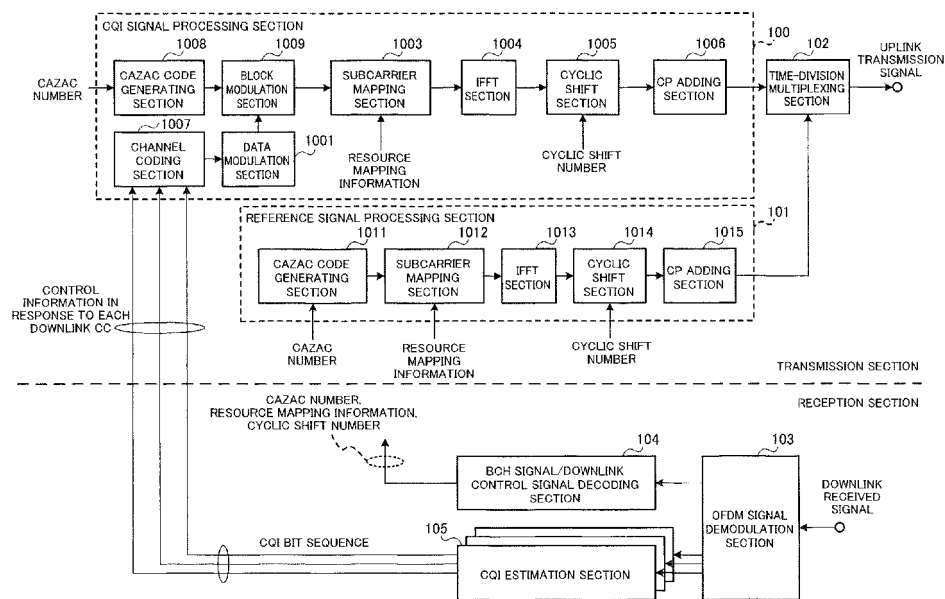 CQI SIGNAL PROCESSING SECTION
1008
1009
1003
1004
1005
1006
100
102
UPLINK
TRANSMISSION
SIGNAL
CAZAC
NUMBER
CAZAC CODE
GENERATING
SECTION
BLOCK
MODULATION
SECTION
SUBCARRIER
MAPPING
SECTION
IFFT
SECTION
CYCLIC
SHIFT
SECTION
CP ADDING
SECTION
TIME-DIVISION
MULTIPLEXING
SECTION
1007
CHANNEL
CODING
SECTION
DATA
MODULATION
SECTION
1001
RESOURCE
MAPPING
INFORMATION
CYCLIC SHIFT
NUMBER
REFERENCE SIGNAL PROCESSING SECTION
101
1011
1012
1013
1014
1015
CAZAC CODE
GENERATING
SECTION
SUBCARRIER
MAPPING
SECTION
IFFT
SECTION
CYCLIC
SHIFT
SECTION
CP ADDING
SECTION
CONTROL
INFORMATION IN
RESPONSE TO EACH
DOWNLINK CC
CAZAC
NUMBER
RESOURCE
MAPPING
INFORMATION
CYCLIC SHIFT
NUMBER
TRANSMISSION SECTION
RECEPTION SECTION
CAZAC NUMBER,
RESOURCE MAPPING INFORMATION,
CYCLIC SHIFT NUMBER
104
103
BCH SIGNAL/DOWNLINK
CONTROL SIGNAL DECODING
SECTION
OFDM SIGNAL
DEMODULATION
SECTION
DOWNLINK
RECEIVED
SIGNAL
105
CQI BIT SEQUENCE
CQI ESTIMATION SECTION